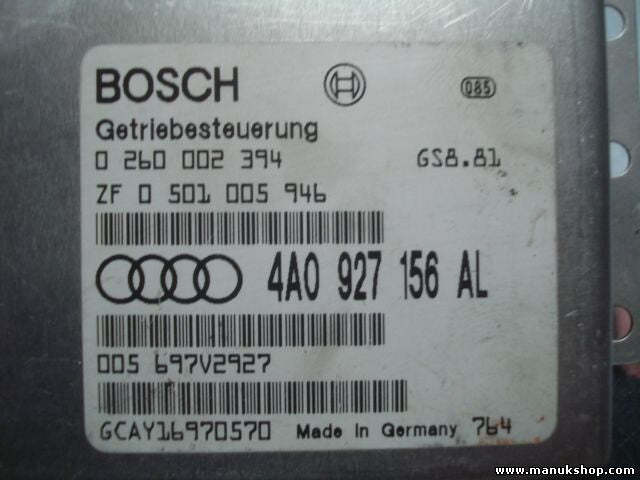 BOSCH 085
Getriebesteuerung
0 260 002 394 GS8.81
ZF 0 501 005 946
4A0 927 156 AL
005 697V2927
GCAY16970570 Made in Germany 764
www.manukshop.com